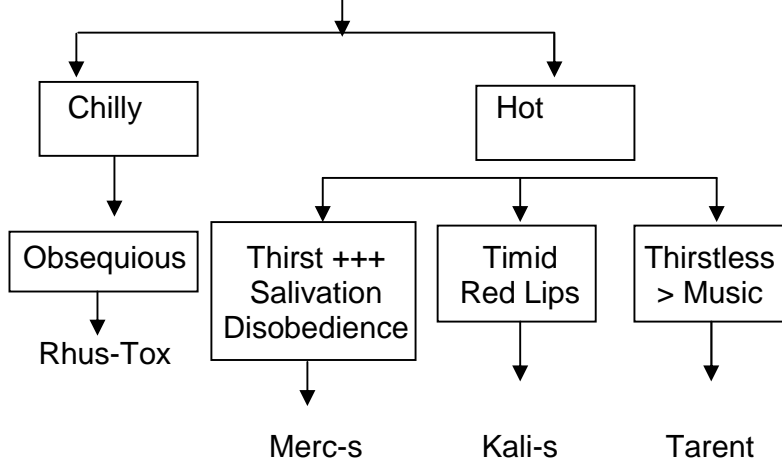 Chilly
Hot
Obsequious
Thirst +++
Salivation
Disobedience
Timid
Red Lips
Thirstless
> Music
Rhus-Tox
Merc-s
Kali-s
Tarent